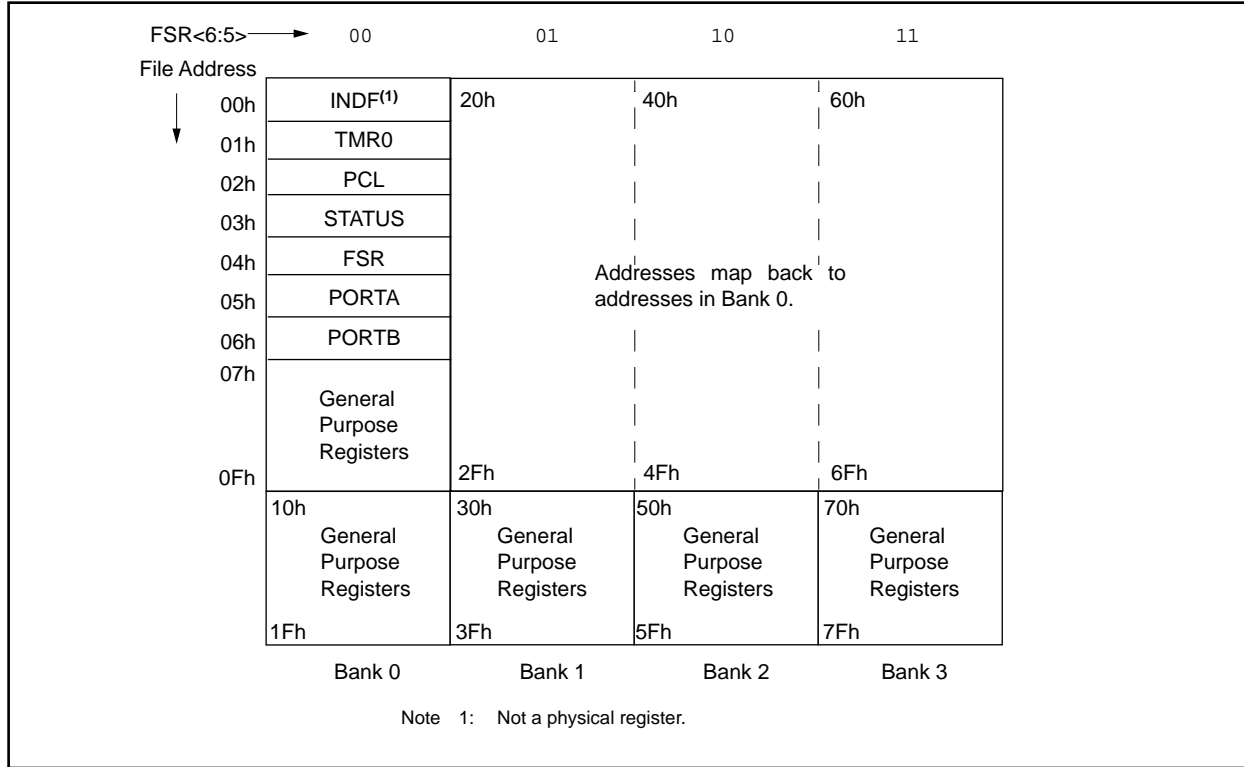 FSR<6:5> 00 01 10 11
File Address
00h INDF(1) 20h 40h 60h
01h TMR0
02h PCL
03h STATUS
04h FSR
Addresses map back to
addresses in Bank 0.
05h PORTA
06h PORTB
07h
General
Purpose
Registers
0Fh 2Fh 4Fh 6Fh
10h 30h 50h 70h
General General General General
Purpose Purpose Purpose Purpose
Registers Registers Registers Registers
1Fh 3Fh 5Fh 7Fh
Bank 0 Bank 1 Bank 2 Bank 3
Note 1: Not a physical register.